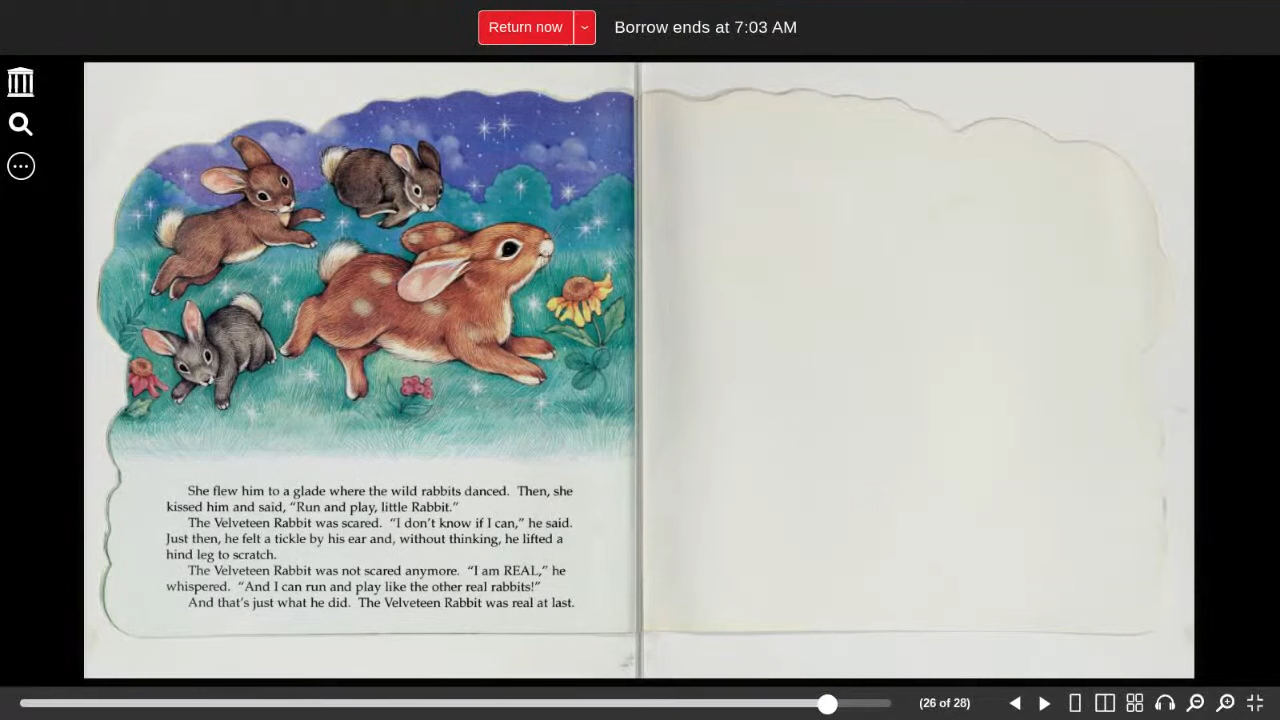 Return now
Borrow ends at 7:03 AM
She flew him to a glade where the wild rabbits danced. Then, she
kissed him and said, “Run and play, little Rabbit.”
The Velveteen Rabbit was scared. “I don’t know if I can,” he said.
Just then, he felt a tickle by his ear and, without thinking, he lifted a
hind leg to scratch.
The Velveteen Rabbit was not scared anymore. “I am REAL,” he
whispered. “And I can run and play like the other real rabbits!”
And that’s just what he did. The Velveteen Rabbit was real at last.
(26 of 28)